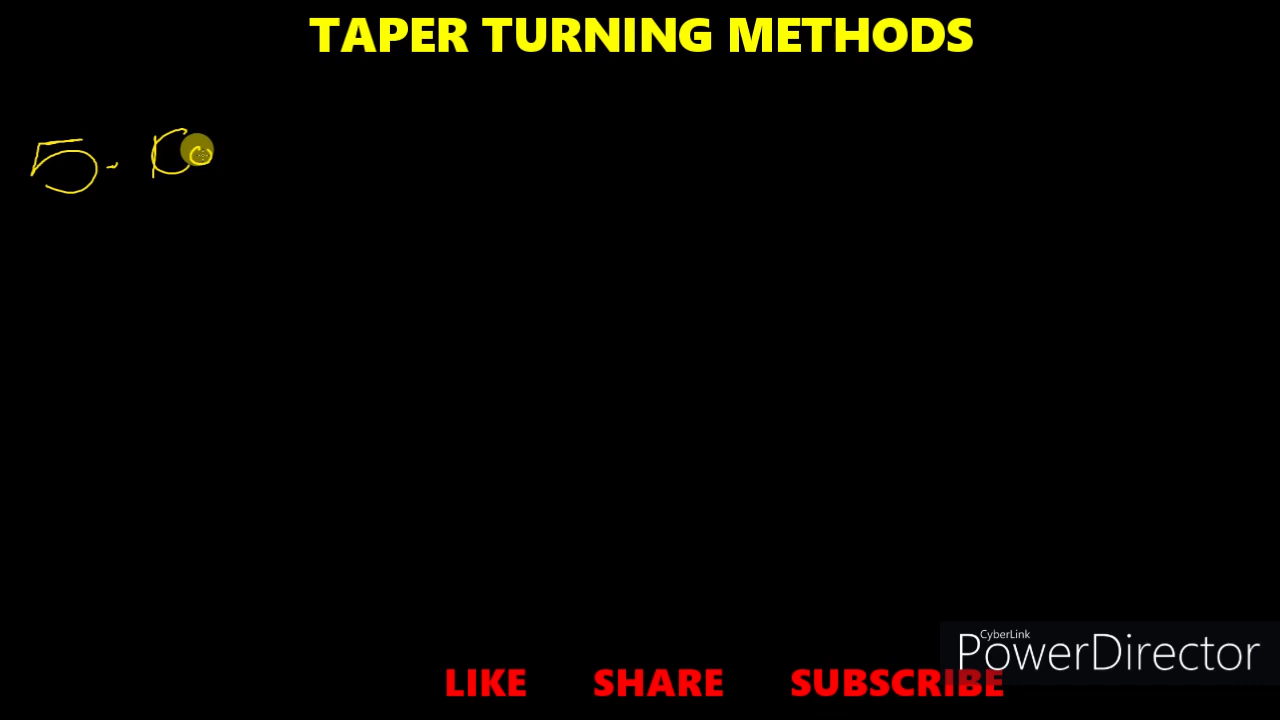 TAPER TURNING METHODS
5.
CyberLink
PowerDirector
LIKE SHARE SUBSCRIBE